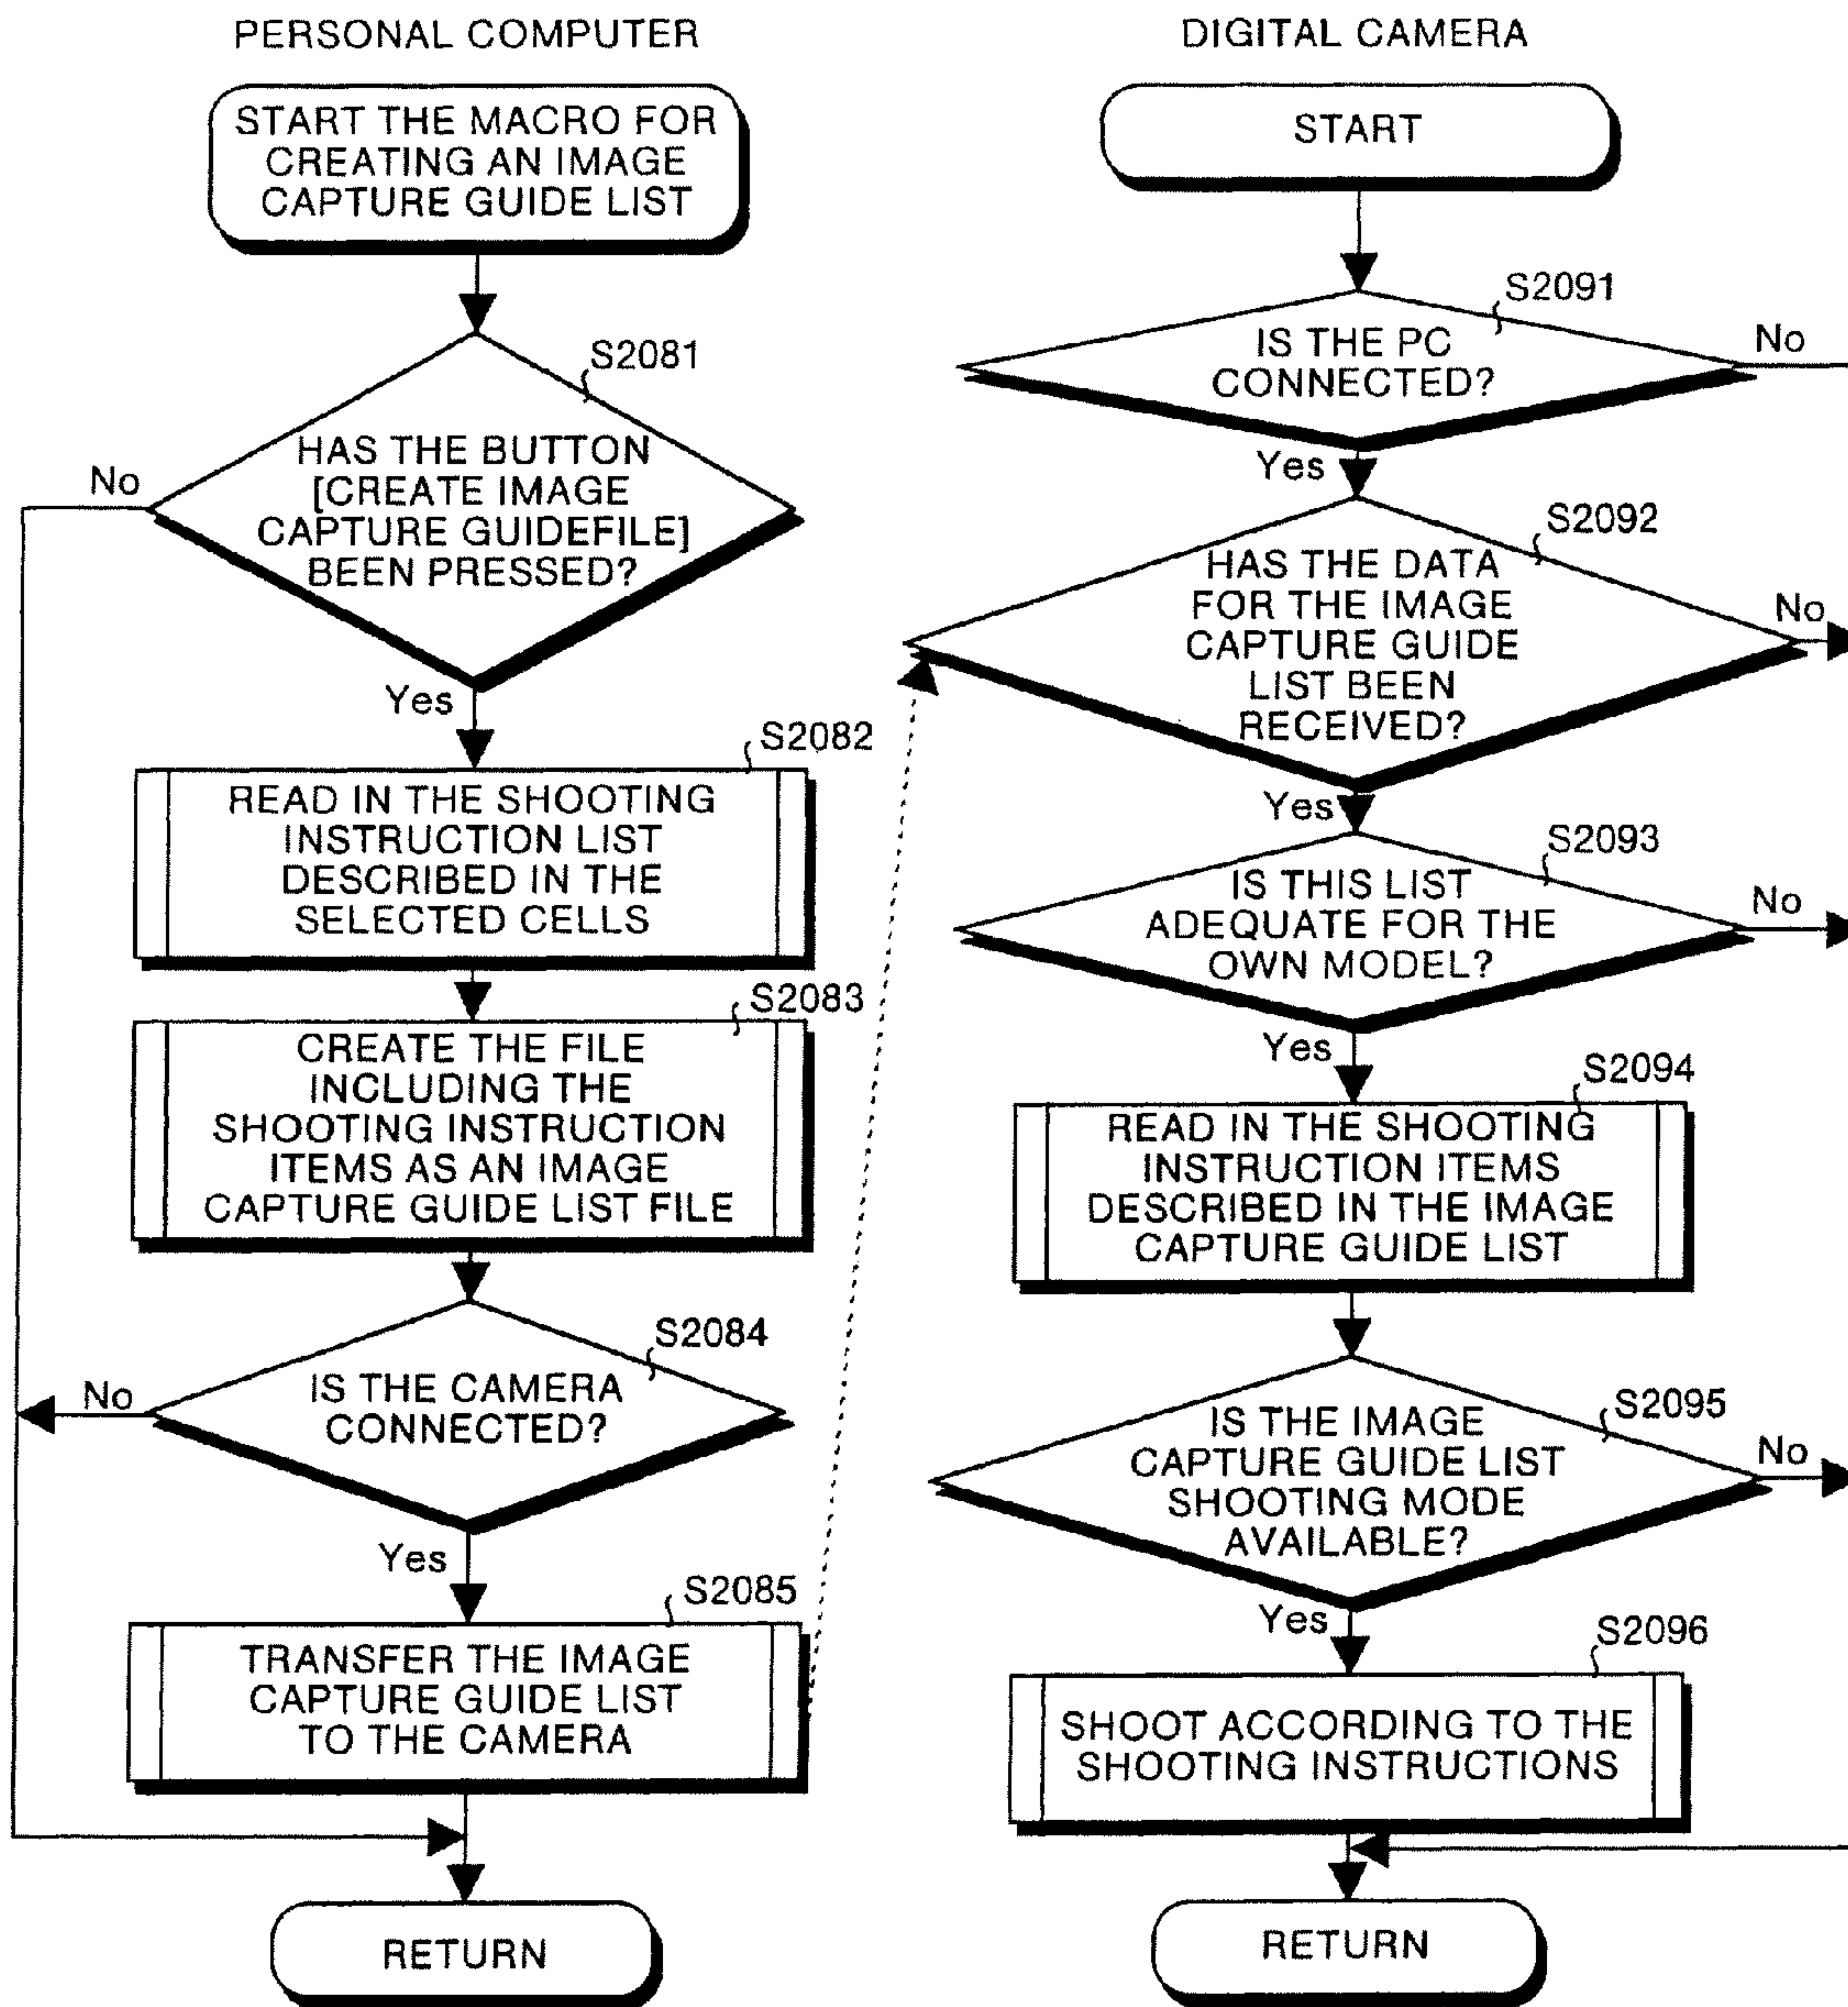 PERSONAL COMPUTER
START THE MACRO FOR
CREATING AN IMAGE
CAPTURE GUIDE LIST
S2081
HAS THE BUTTON
[CREATE IMAGE
CAPTURE GUIDEFILE]
BEEN PRESSED?
No
Yes
S2082
READ IN THE SHOOTING
INSTRUCTION LIST
DESCRIBED IN THE
SELECTED CELLS
S2083
CREATE THE FILE
INCLUDING THE
SHOOTING INSTRUCTION
ITEMS AS AN IMAGE
CAPTURE GUIDE LIST FILE
S2084
IS THE CAMERA
CONNECTED?
No
Yes
S2085
TRANSFER THE IMAGE
CAPTURE GUIDE LIST
TO THE CAMERA
RETURN
DIGITAL CAMERA
START
S2091
IS THE PC
CONNECTED?
No
Yes
S2092
HAS THE DATA
FOR THE IMAGE
CAPTURE GUIDE
LIST BEEN
RECEIVED?
No
Yes
S2093
IS THIS LIST
ADEQUATE FOR THE
OWN MODEL?
No
Yes
S2094
READ IN THE SHOOTING
INSTRUCTION ITEMS
DESCRIBED IN THE IMAGE
CAPTURE GUIDE LIST
S2095
IS THE IMAGE
CAPTURE GUIDE LIST
SHOOTING MODE
AVAILABLE?
No
Yes
S2096
SHOOT ACCORDING TO THE
SHOOTING INSTRUCTIONS
RETURN